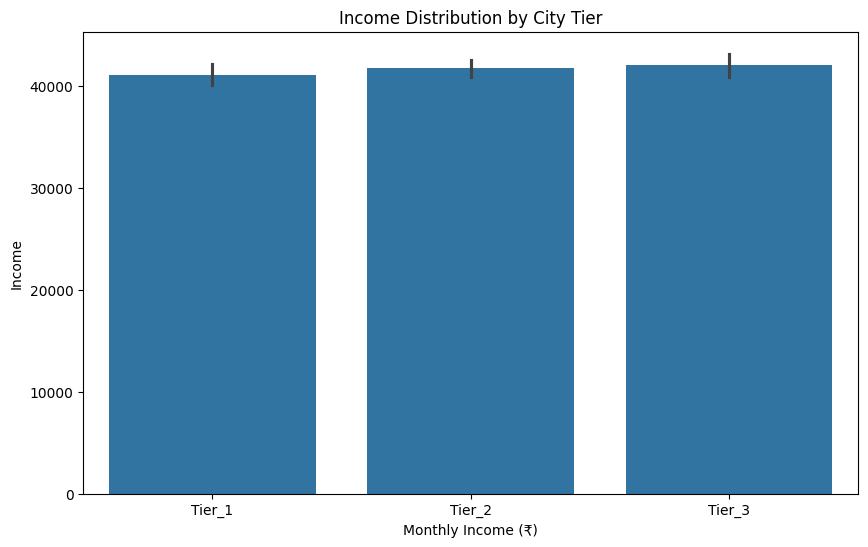 Income Distribution by City Tier
Income
40000
30000
20000
10000
0
Tier_1
Tier_2
Tier_3
Monthly Income (₹)